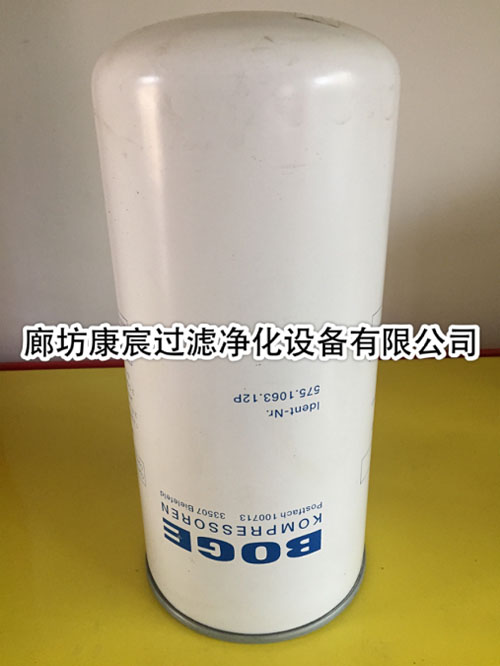 廊坊康宸过滤净化设备有限公司
BOGE
KOMPRESSOREN
Postfach 100713 33507 Bielefeld
Ident-Nr.
575.1063.12P